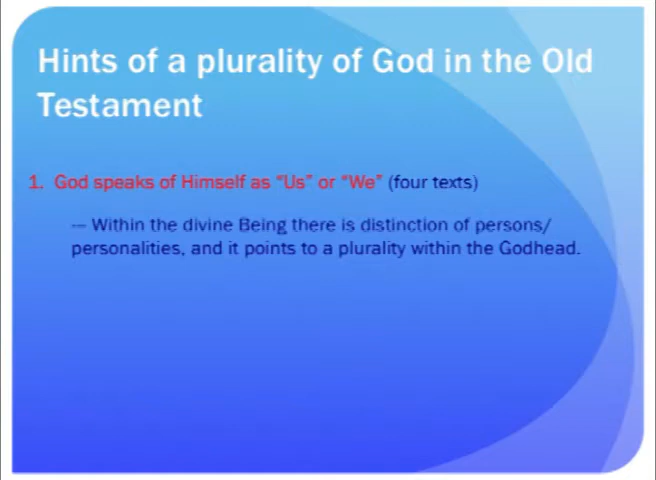 Hints of a plurality of God in the Old
Testament
1. God speaks of Himself as “Us” or “We” (four texts)
— Within the divine Being there is distinction of persons/
personalities, and it points to a plurality within the Godhead.